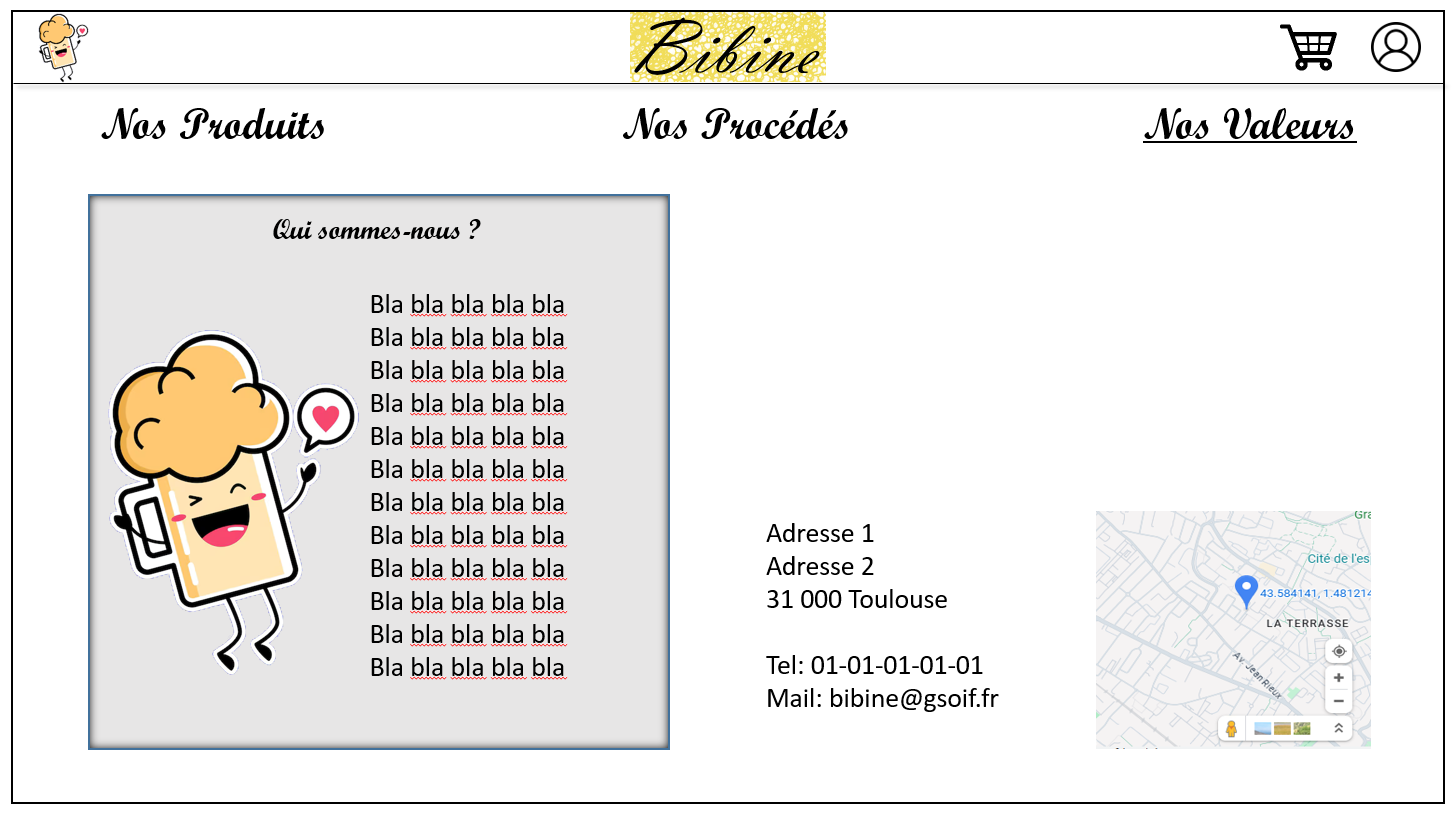 Bibine
Nos Produits
Nos Procédés
Nos Valeurs
Qui sommes-nous ?
Bla bla bla bla bla
Bla bla bla bla bla
Bla bla bla bla bla
Bla bla bla bla bla
Bla bla bla bla bla
Bla bla bla bla bla
Bla bla bla bla bla
Bla bla bla bla bla
Bla bla bla bla bla
Bla bla bla bla bla
Bla bla bla bla bla
Bla bla bla bla bla
Adresse 1
Adresse 2
31 000 Toulouse
Tel: 01-01-01-01-01
Mail: bibine@gsoif.fr
Gra
Cité de l'es
43.584141, 1.481214
LA TERRASSE
Av. Jean Rieux